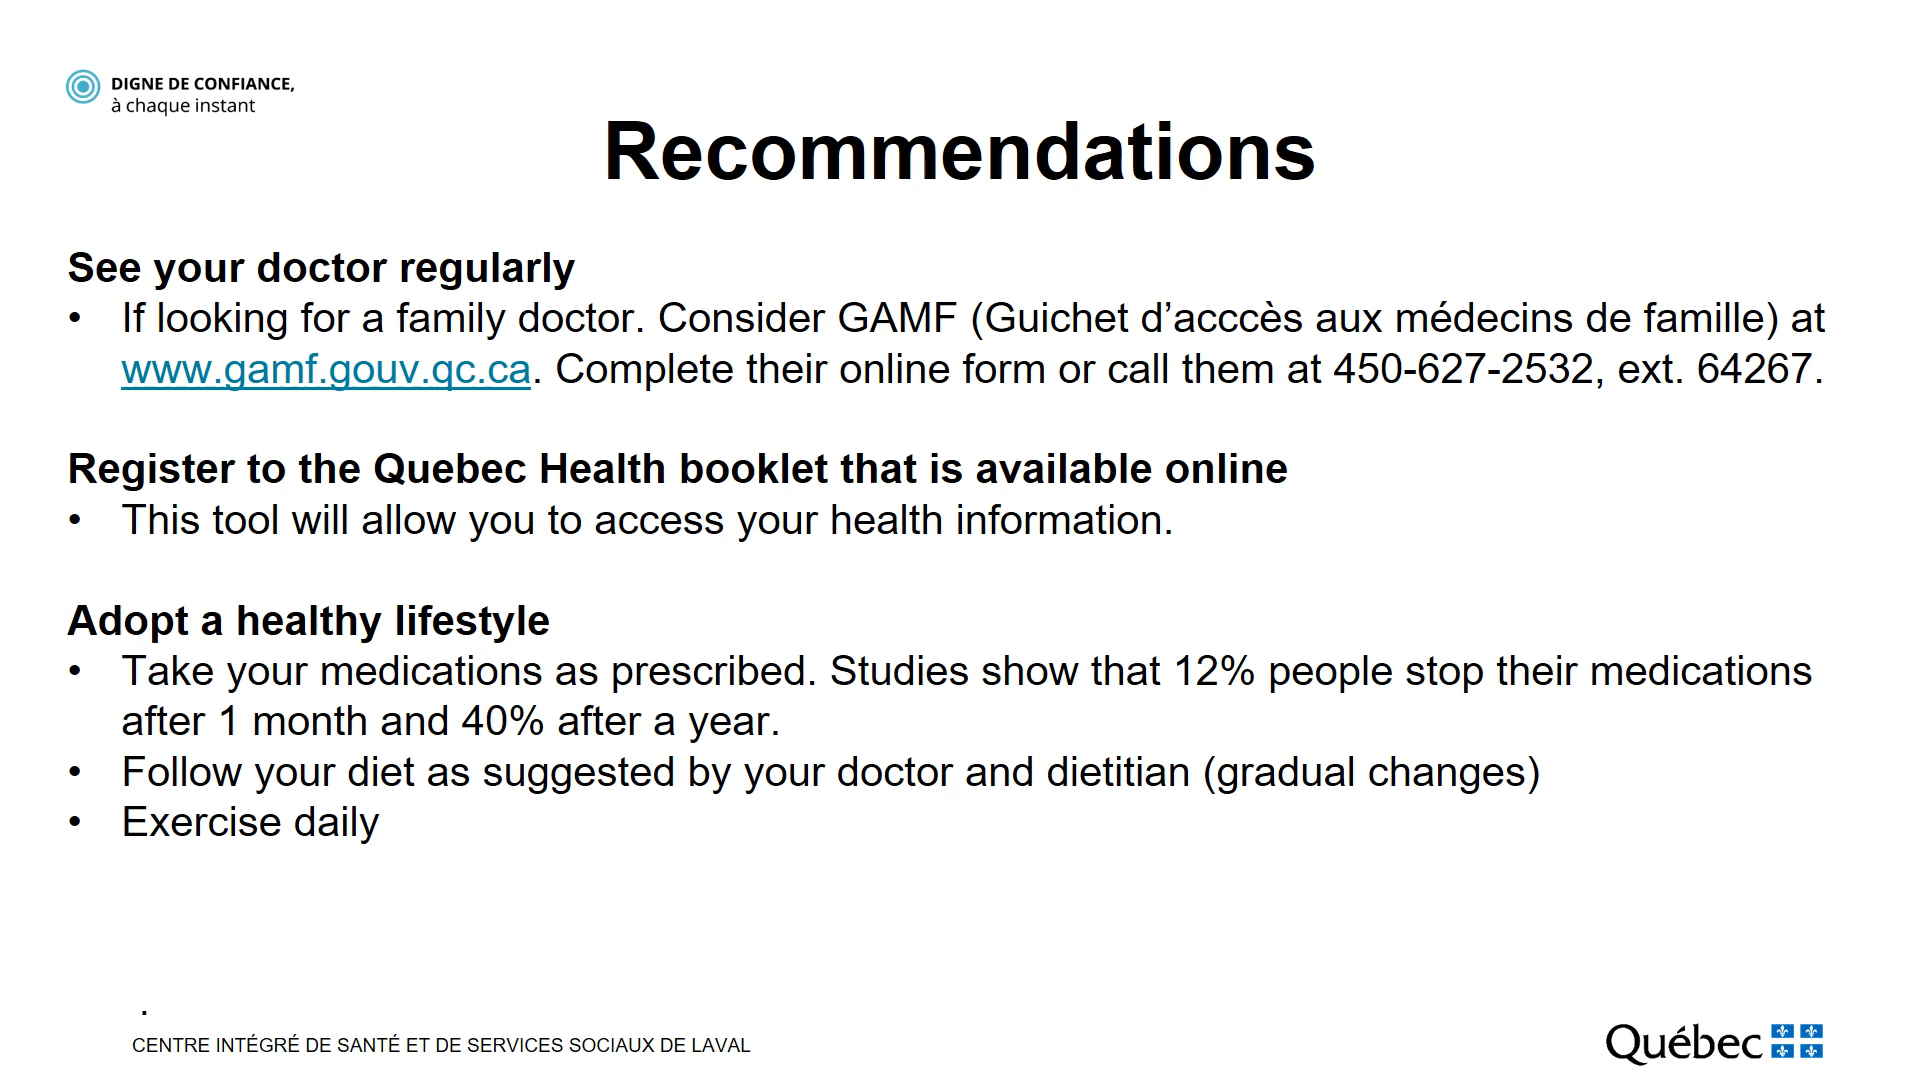 DIGNE DE CONFIANCE,
à chaque instant
Recommendations
See your doctor regularly
• If looking for a family doctor. Consider GAMF (Guichet d’acccès aux médecins de famille) at
www.gamf.gouv.qc.ca. Complete their online form or call them at 450-627-2532, ext. 64267.
Register to the Quebec Health booklet that is available online
• This tool will allow you to access your health information.
Adopt a healthy lifestyle
• Take your medications as prescribed. Studies show that 12% people stop their medications
after 1 month and 40% after a year.
• Follow your diet as suggested by your doctor and dietitian (gradual changes)
• Exercise daily
.
CENTRE INTÉGRÉ DE SANTÉ ET DE SERVICES SOCIAUX DE LAVAL
Québec